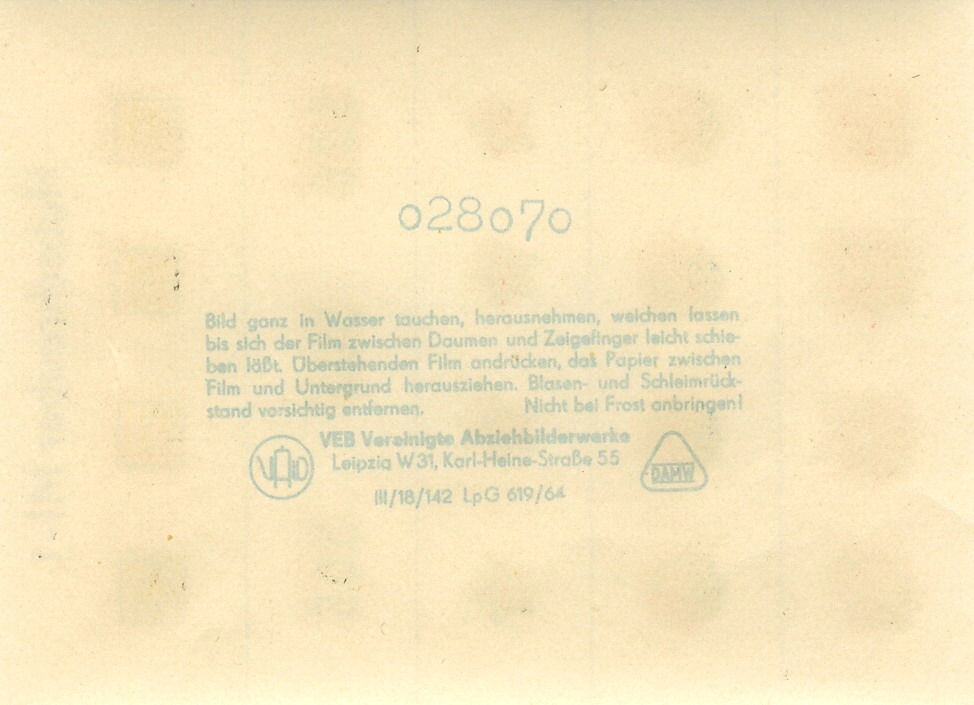 028070
Bild ganz in Wasser tauchen, herausnehmen, weichen lassen
bis sich der Film zwischen Daumen und Zeigefinger leicht schie-
ben läßt. Überstehenden Film andrücken, das Papier zwischen
Film und Untergrund herausziehen. Blasen- und Schleimrück-
stand vorsichtig entfernen. Nicht bei Frost anbringen!
VEB Vereinigte Abziehbilderwerke
Leipzig W 31, Karl-Heine-Straße 55
DAMW
III/18/142 LpG 619/64